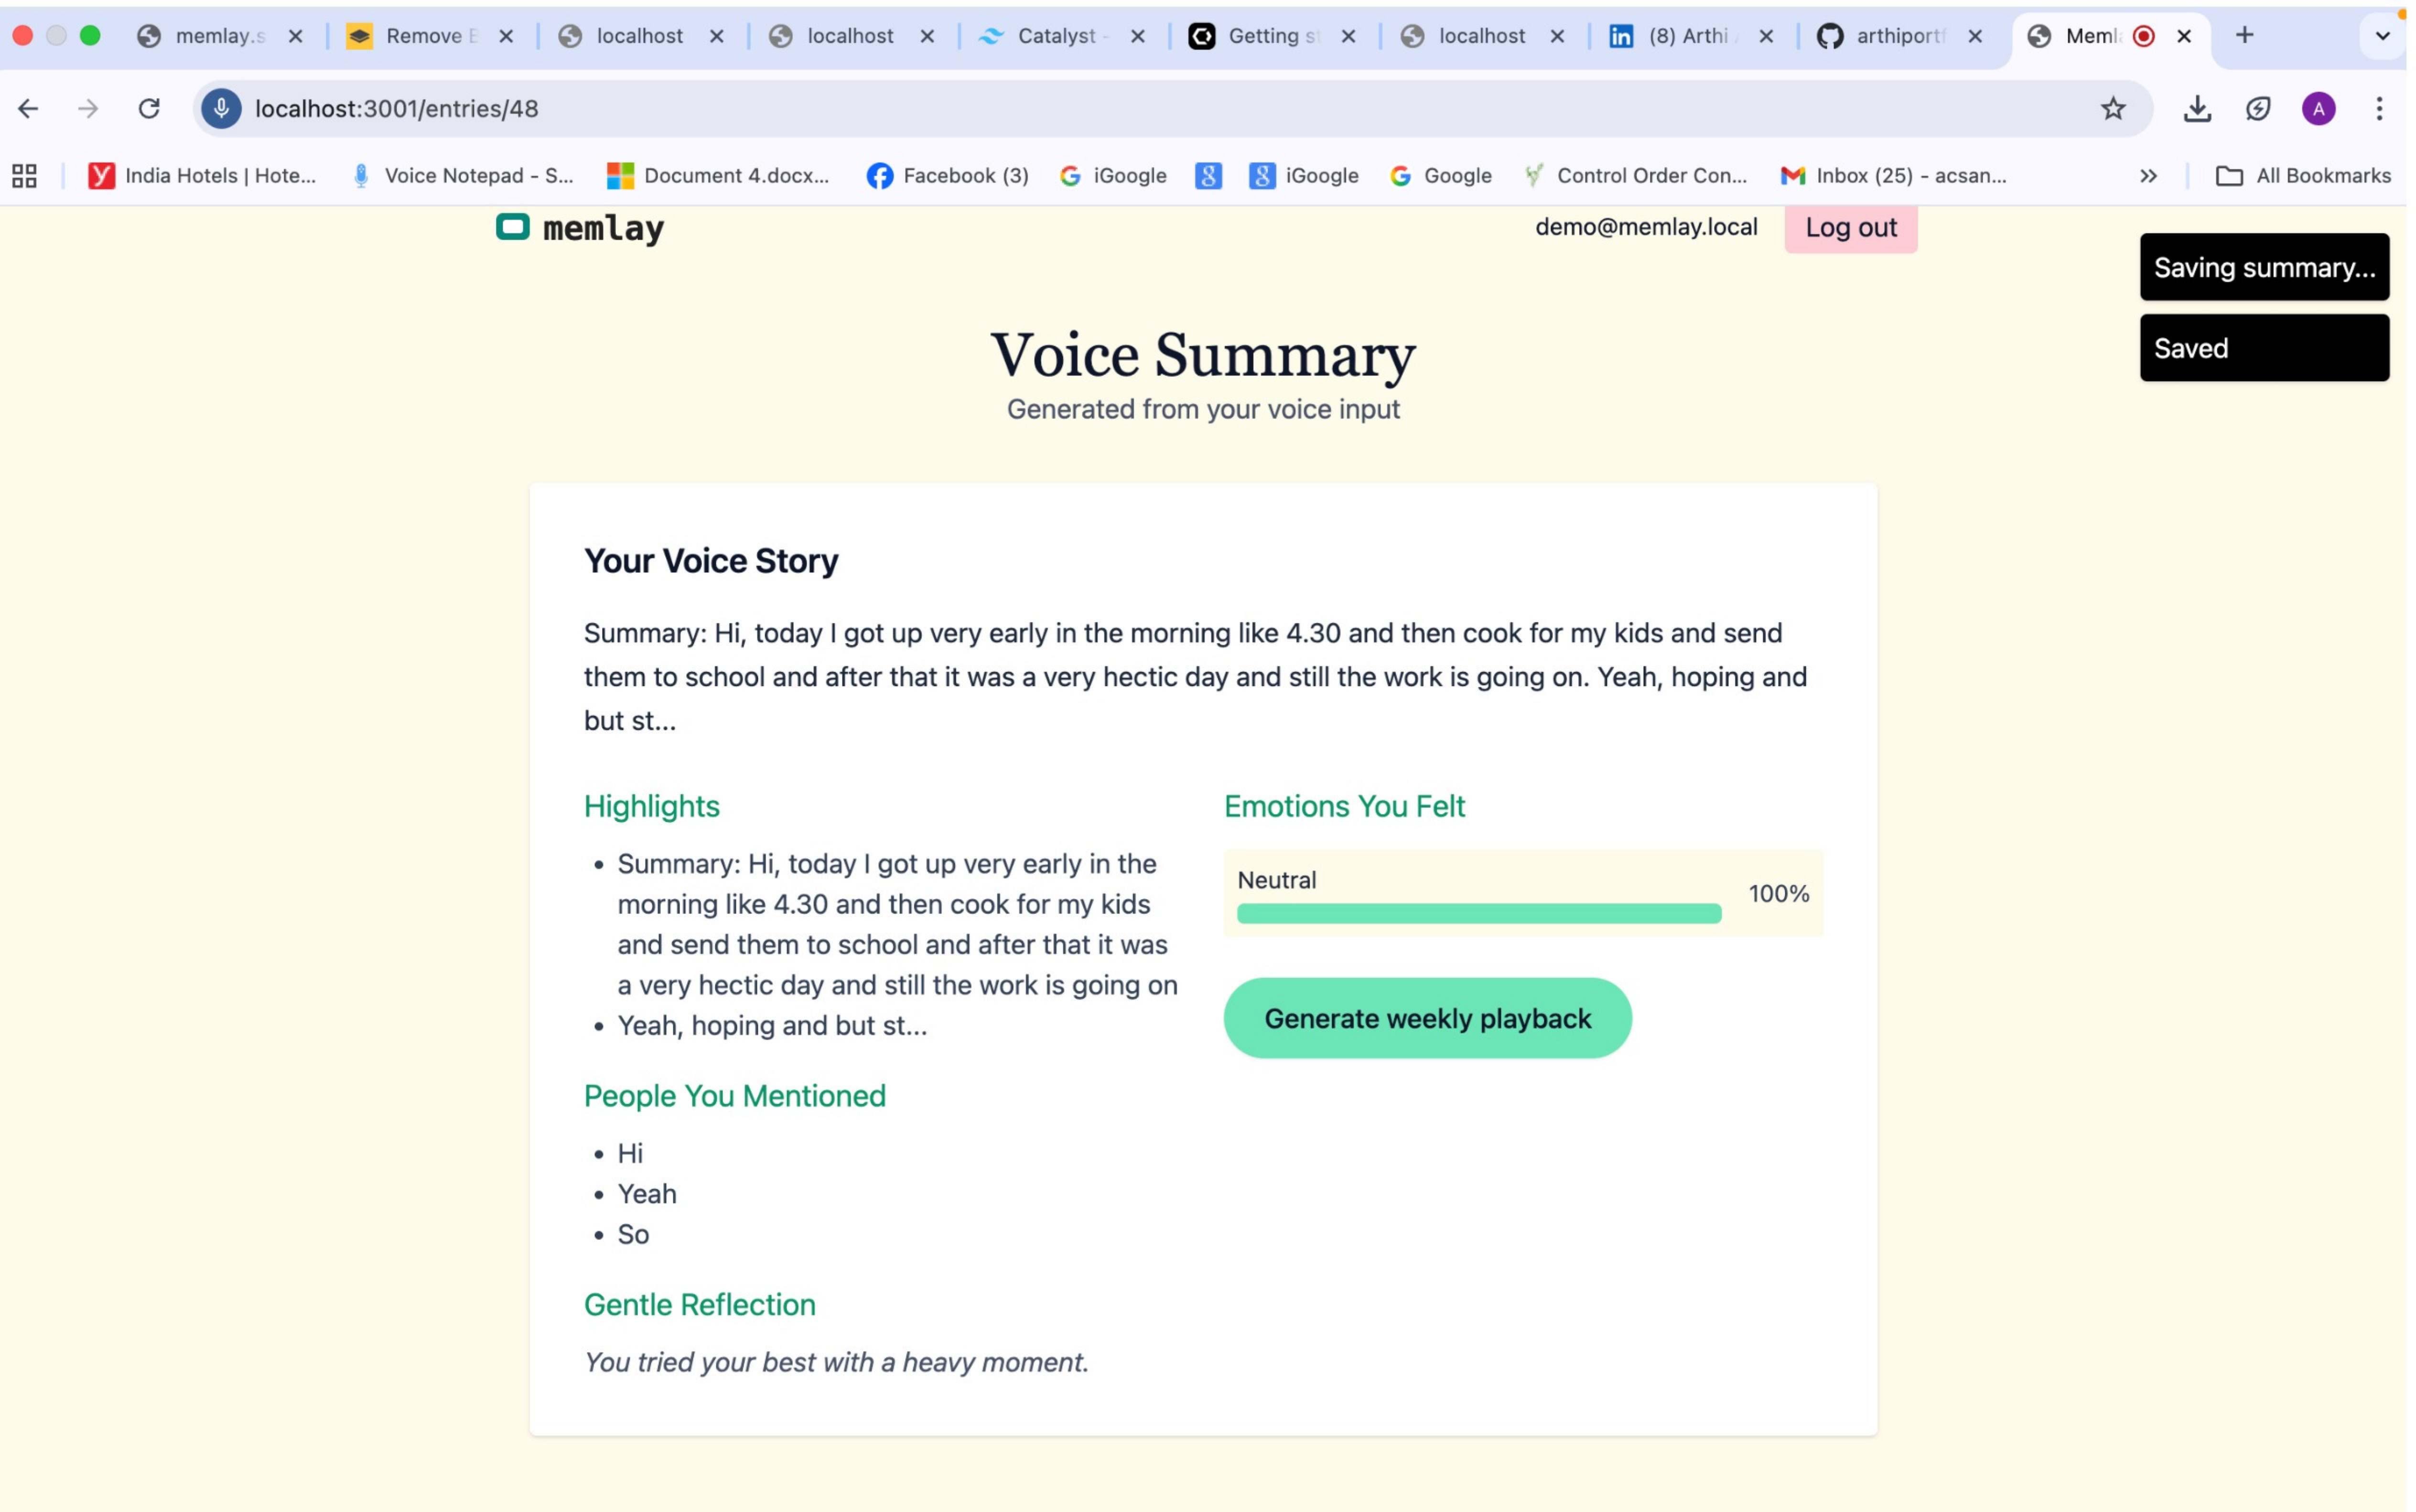 memlay.s
Remove B
localhost
localhost
Catalyst -
Getting st
localhost
(8) Arthi
arthiportf
Memla
localhost:3001/entries/48
A
India Hotels | Hote...
Voice Notepad - S...
Document 4.docx...
Facebook (3)
iGoogle
iGoogle
Google
Control Order Con...
Inbox (25) - acsan...
All Bookmarks
memlay
demo@memlay.local
Log out
Saving summary...
Saved
Voice Summary
Generated from your voice input
Your Voice Story
Summary: Hi, today I got up very early in the morning like 4.30 and then cook for my kids and send
them to school and after that it was a very hectic day and still the work is going on. Yeah, hoping and
but st...
Highlights
• Summary: Hi, today I got up very early in the
morning like 4.30 and then cook for my kids
and send them to school and after that it was
a very hectic day and still the work is going on
• Yeah, hoping and but st...
Emotions You Felt
Neutral
100%
Generate weekly playback
People You Mentioned
• Hi
• Yeah
• So
Gentle Reflection
You tried your best with a heavy moment.